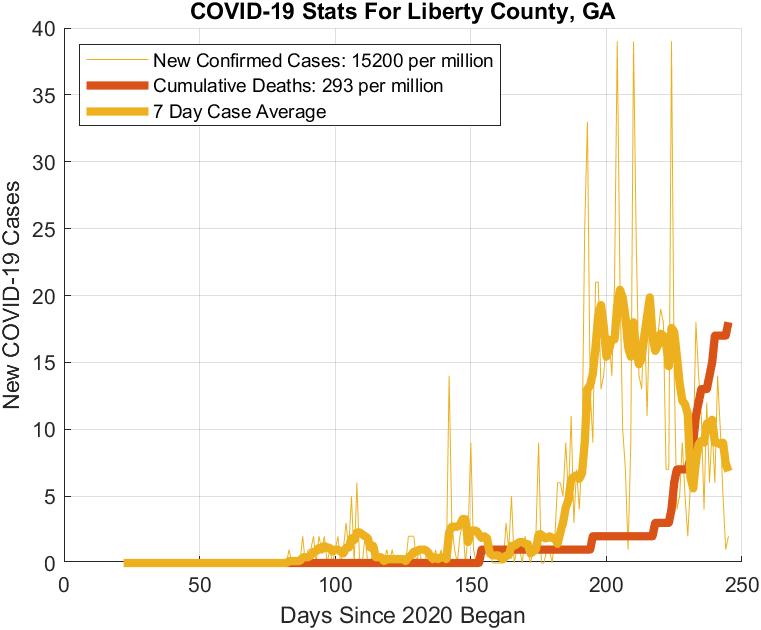 COVID-19 Stats For Liberty County, GA
New Confirmed Cases: 15200 per million
Cumulative Deaths: 293 per million
7 Day Case Average
40
35
30
25
20
15
10
5
0
New COVID-19 Cases
0 50 100 150 200 250
Days Since 2020 Began